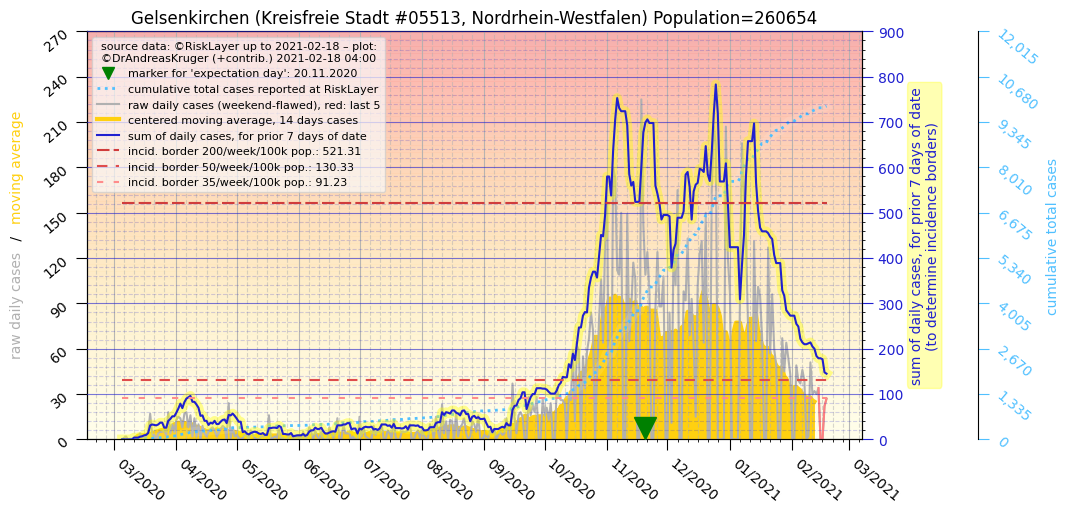 Gelsenkirchen (Kreisfreie Stadt #05513, Nordrhein-Westfalen) Population=260654
source data: ©RiskLayer up to 2021-02-18 – plot:
©DrAndreasKruger (+contrib.) 2021-02-18 04:00
marker for 'expectation day': 20.11.2020
cumulative total cases reported at RiskLayer
raw daily cases (weekend-flawed), red: last 5
centered moving average, 14 days cases
sum of daily cases, for prior 7 days of date
incid. border 200/week/100k pop.: 521.31
incid. border 50/week/100k pop.: 130.33
incid. border 35/week/100k pop.: 91.23
raw daily cases / moving average
270
240
210
180
150
120
90
60
30
0
03/2020
04/2020
05/2020
06/2020
07/2020
08/2020
09/2020
10/2020
11/2020
12/2020
01/2021
02/2021
03/2021
900
800
700
600
500
400
300
200
100
0
sum of daily cases, for prior 7 days of date
(to determine incidence borders)
12,015
10,680
9,345
8,010
6,675
5,340
4,005
2,670
1,335
0
cumulative total cases